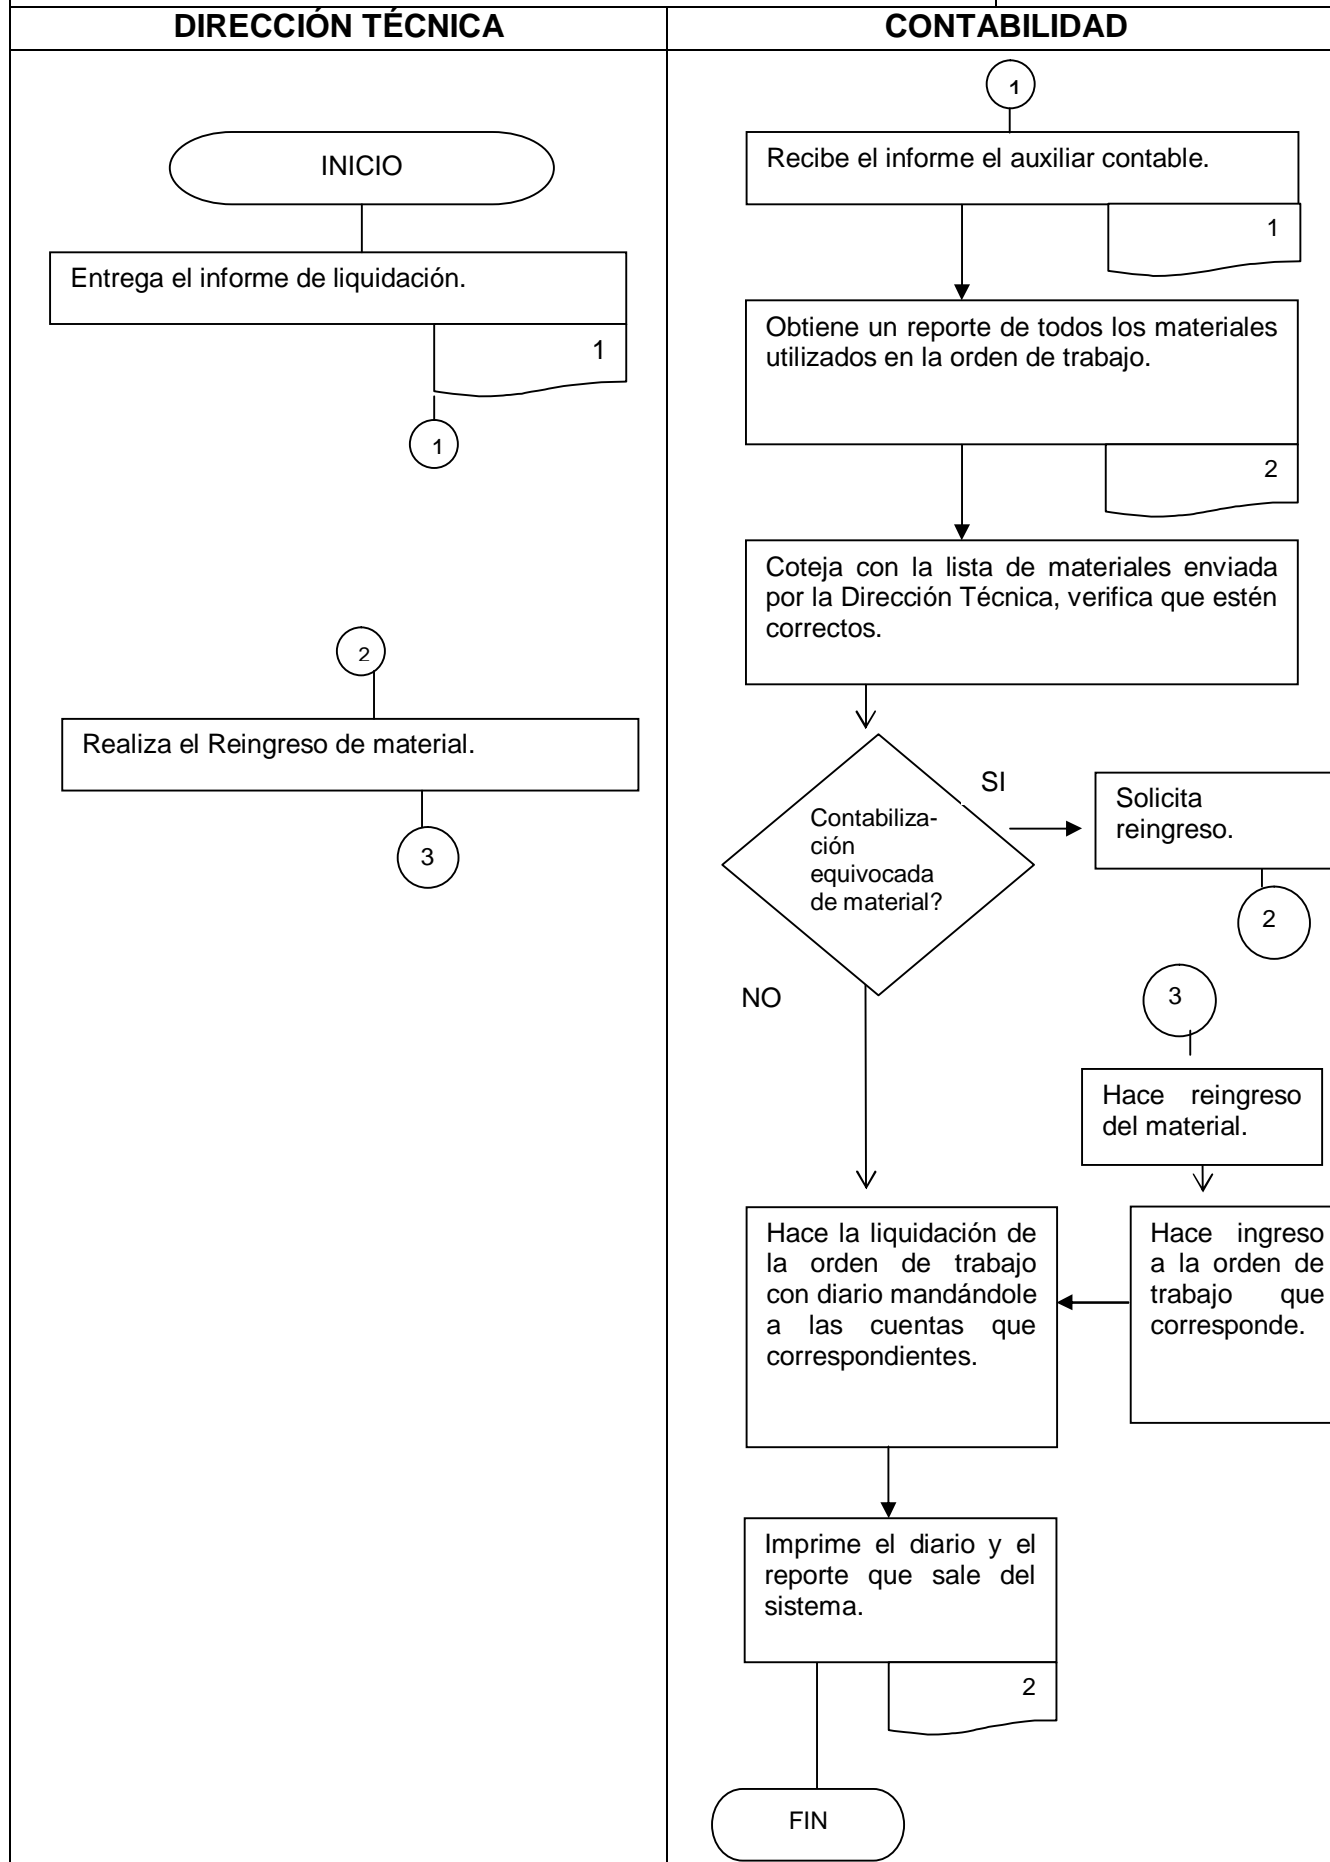 DIRECCIÓN TÉCNICA
CONTABILIDAD
INICIO
Entrega el informe de liquidación.
1
1
2
Realiza el Reingreso de material.
3
1
Recibe el informe el auxiliar contable.
1
Obtiene un reporte de todos los materiales
utilizados en la orden de trabajo.
2
Coteja con la lista de materiales enviada
por la Dirección Técnica, verifica que estén
correctos.
Contabiliza-
ción
equivocada
de material?
SI
Solicita
reingreso.
2
NO
3
Hace reingreso
del material.
Hace ingreso
a la orden de
trabajo que
corresponde.
Hace la liquidación de
la orden de trabajo
con diario mandándole
a las cuentas que
correspondientes.
Imprime el diario y el
reporte que sale del
sistema.
2
FIN